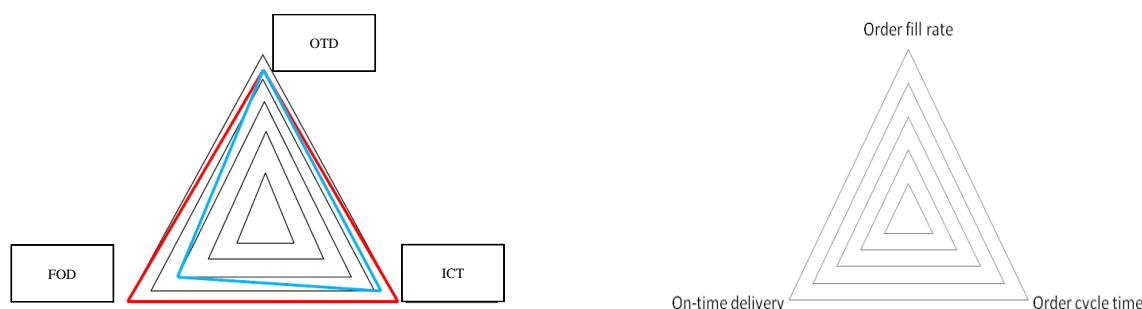 OTD
FOD
ICT
Order fill rate
On-time delivery
Order cycle time